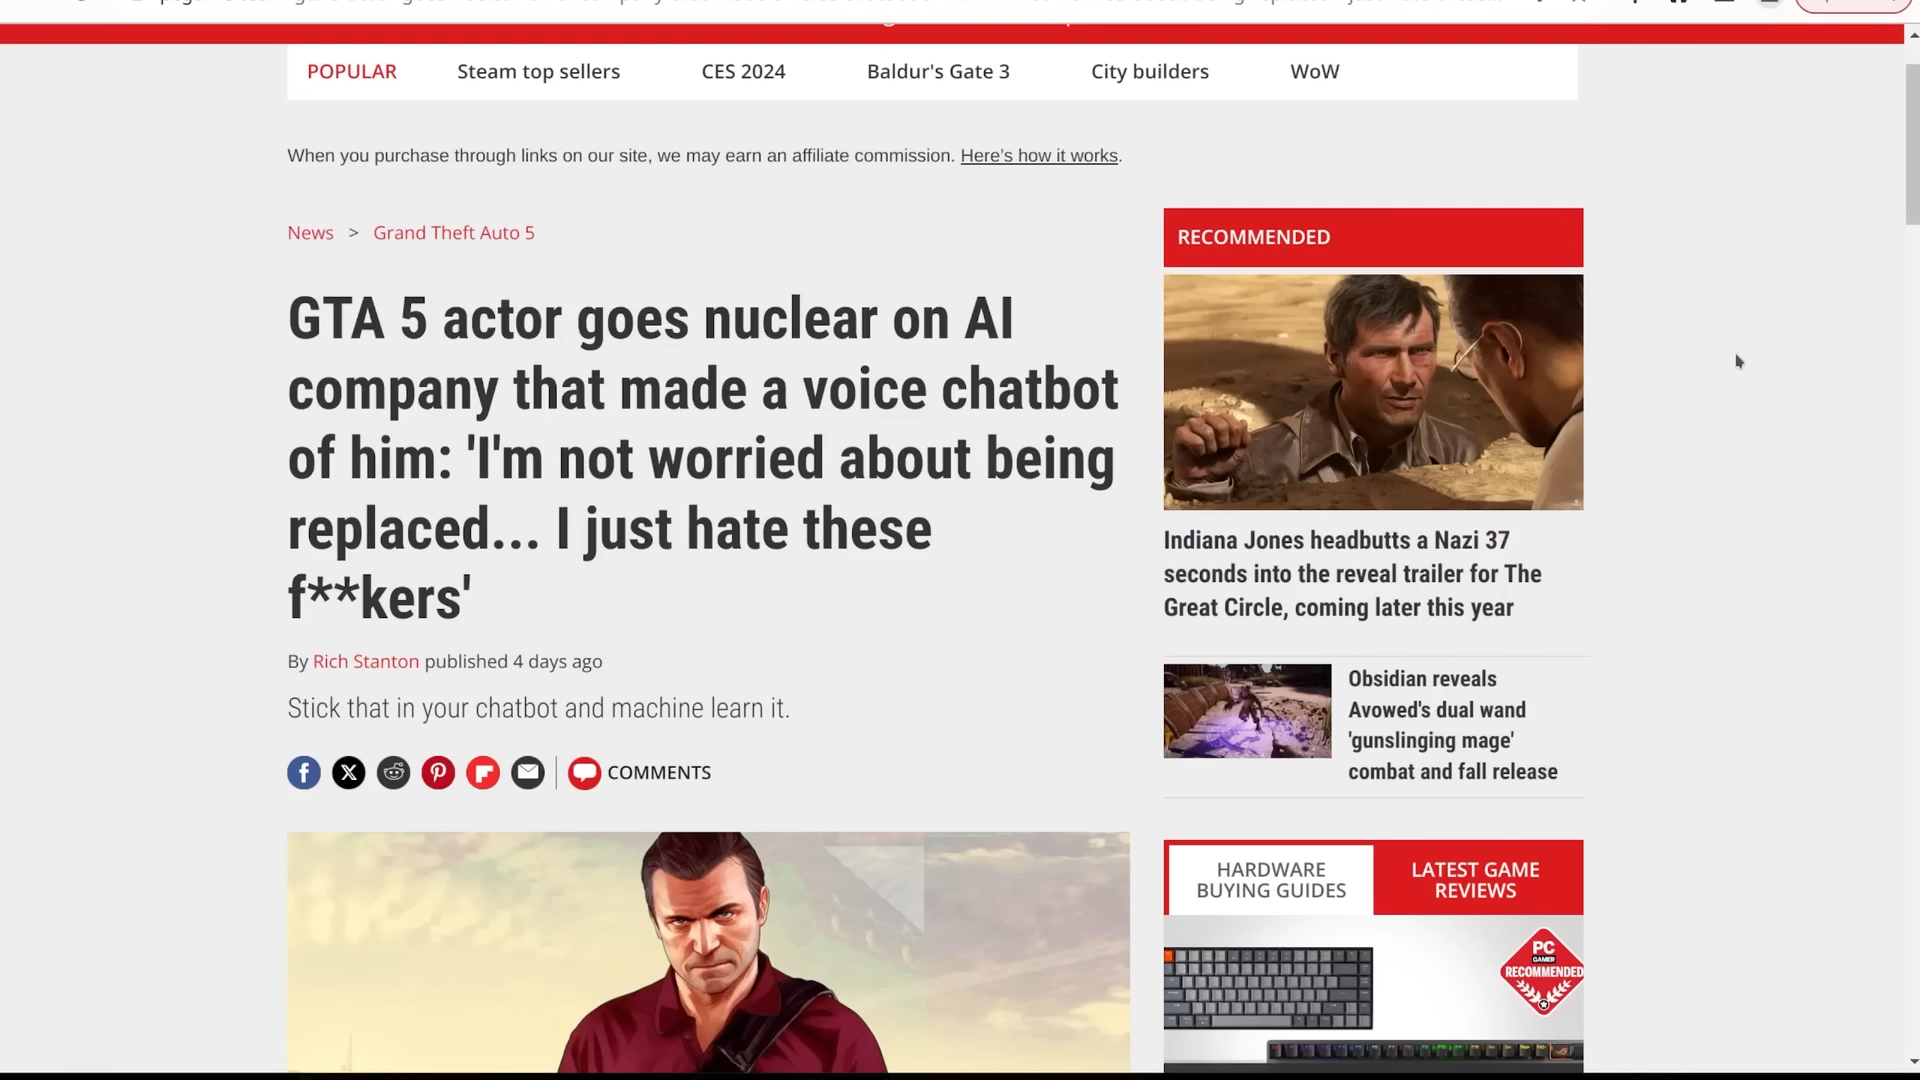 POPULAR Steam top sellers CES 2024 Baldur's Gate 3 City builders WoW
When you purchase through links on our site, we may earn an affiliate commission. Here’s how it works.
News > Grand Theft Auto 5
GTA 5 actor goes nuclear on AI
company that made a voice chatbot
of him: 'I'm not worried about being
replaced... I just hate these
f**kers'
By Rich Stanton published 4 days ago
Stick that in your chatbot and machine learn it.
COMMENTS
RECOMMENDED
Indiana Jones headbutts a Nazi 37
seconds into the reveal trailer for The
Great Circle, coming later this year
Obsidian reveals
Avowed's dual wand
'gunslinging mage'
combat and fall release
HARDWARE
BUYING GUIDES
LATEST GAME
REVIEWS
PC
GAMER
RECOMMENDED